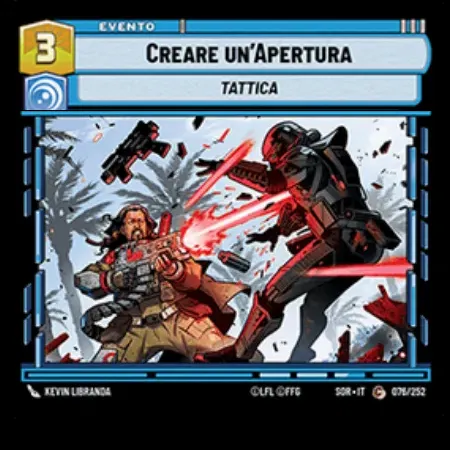 EVENTO
3
CREARE UN'APERTURA
TATTICA
KEVIN LIBRANDA
©LFL ©FFG
SOR•IT
C
076/252